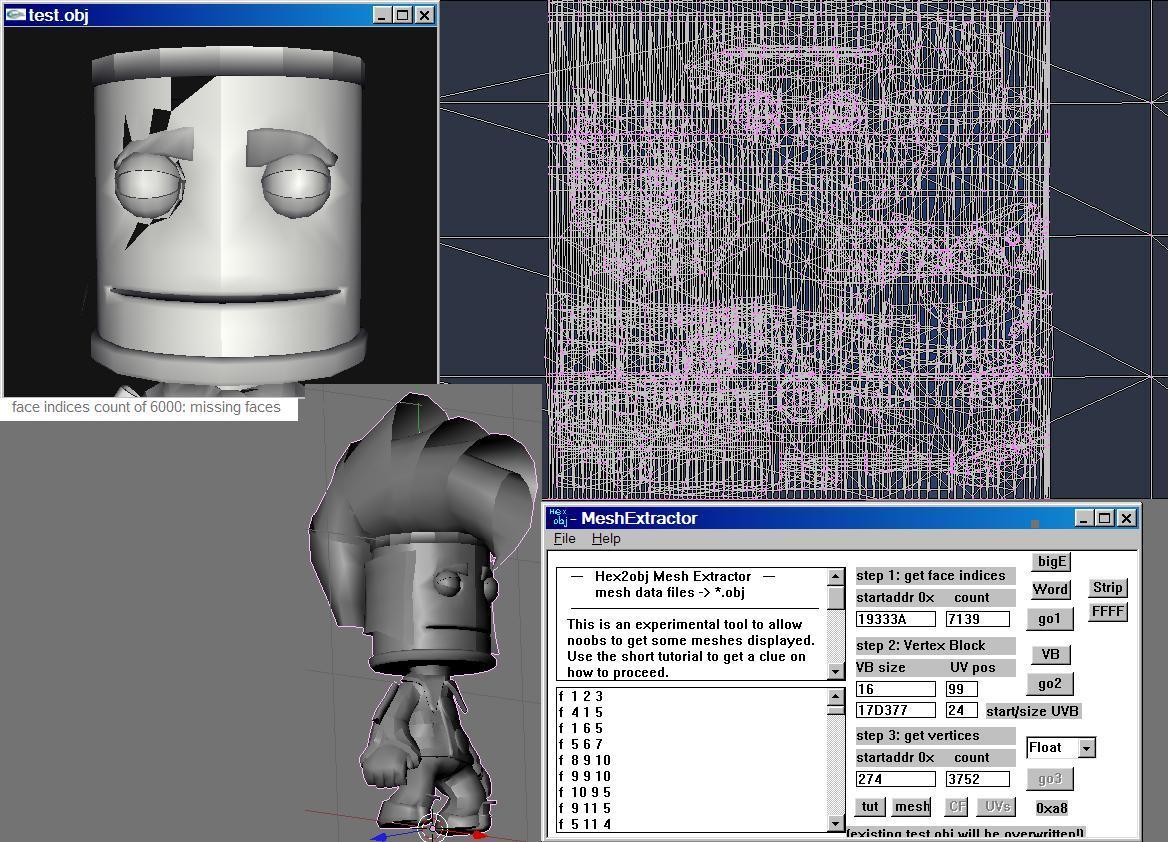 test.obj
face indices count of 6000: missing faces
Hex
obj
- MeshExtractor
File Help
— Hex2obj Mesh Extractor —
mesh data files -> *.obj
This is an experimental tool to allow
noobs to get some meshes displayed.
Use the short tutorial to get a clue on
how to proceed.
f 1 2 3
f 4 1 5
f 1 6 5
f 5 6 7
f 8 9 10
f 9 9 10
f 10 9 5
f 9 11 5
f 5 11 4
bigE
step 1: get face indices
Word
Strip
startaddr 0x count
FFFF
19333A 7139
go1
step 2: Vertex Block
VB
VB size UV pos
16 99
go2
17D377 24 start/size UVB
step 3: get vertices
Float
startaddr 0x count
274 3752
go3
tut mesh CF UVs 0xa8
(existing test.obj will be overwritten!)